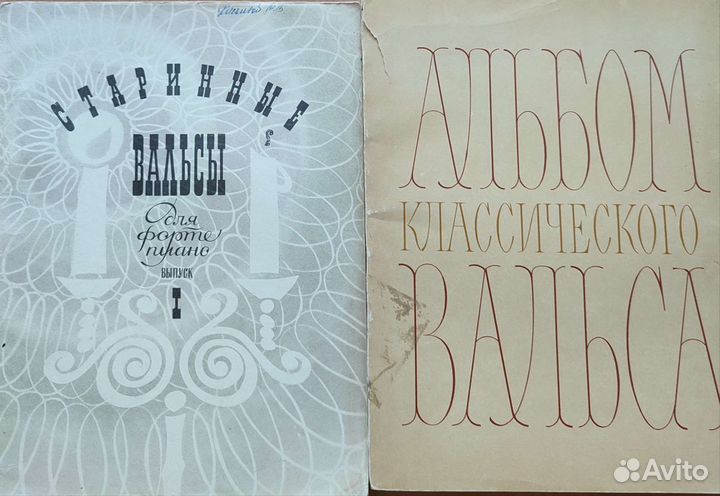 СТАРИННЫЕ
ВАЛЬСЫ
для
форте
пиано
ВЫПУСК
I
АЛЬБОМ
КЛАССИЧЕСКОГО
ВАЛЬСА
Avito